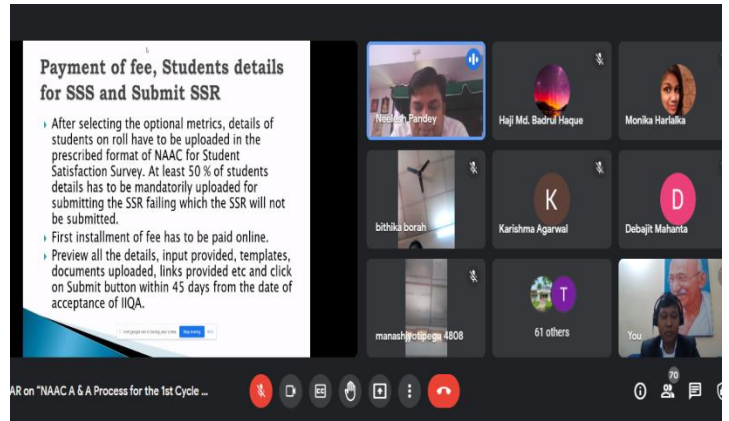 Payment of fee, Students details
for SSS and Submit SSR
After selecting the optional metrics, details of
students on roll have to be uploaded in the
prescribed format of NAAC for Student
Satisfaction Survey. At least 50 % of students
details has to be mandatorily uploaded for
submitting the SSR failing which the SSR will not
be submitted.
First installment of fee has to be paid online.
Preview all the details, input provided, templates,
documents uploaded, links provided etc and click
on Submit button within 45 days from the date of
acceptance of IIQA.
Stop sharing
Neelesh Pandey
Haji Md. Badrul Haque
Monika Harlalka
bithika borah
K
Karishma Agarwal
D
Debajit Mahanta
manashjyotipegu 4808
T
61 others
You
AR on "NAAC A & A Process for the 1st Cycle ...
CC
70